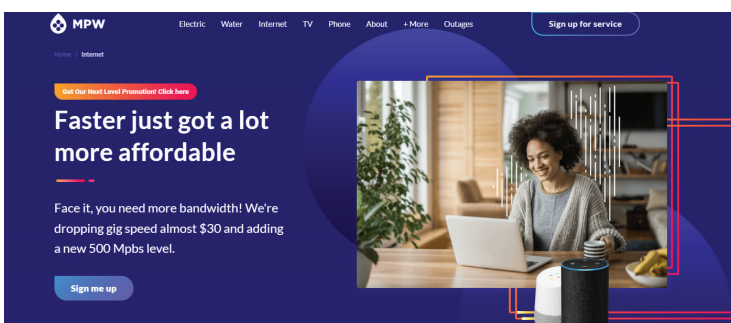 MPW
Electric Water Internet TV Phone About + More Outages
Sign up for service
Home / Internet
Get Our Next Level Promotion! Click here
Faster just got a lot
more affordable
Face it, you need more bandwidth! We're
dropping gig speed almost $30 and adding
a new 500 Mpbs level.
Sign me up